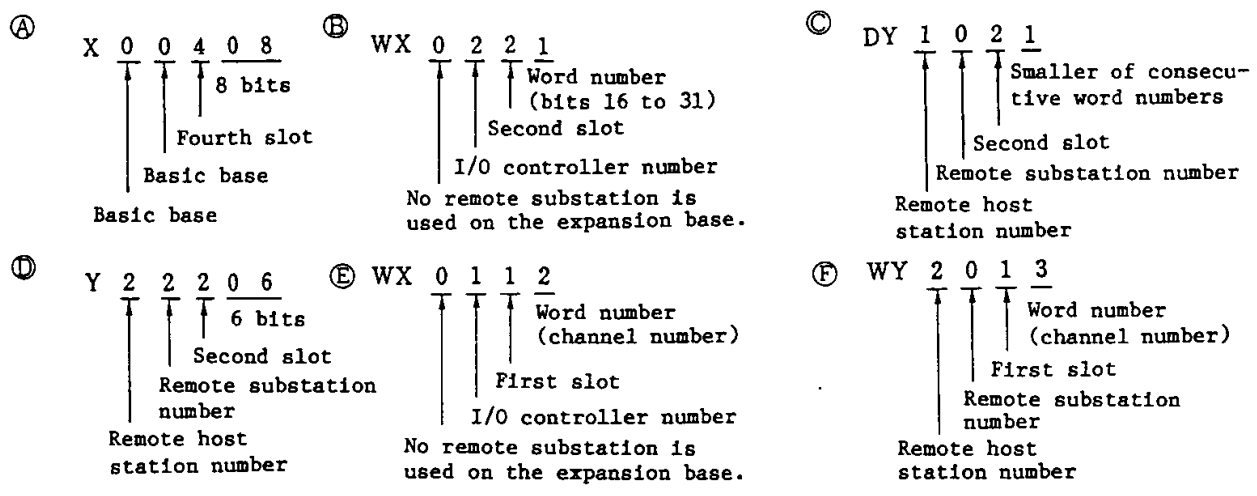 Ⓐ
X 0 0 4 0 8
8 bits
Fourth slot
Basic base
Basic base
Ⓑ
WX 0 2 2 1
Word number
(bits 16 to 31)
Second slot
I/O controller number
No remote substation is
used on the expansion base.
Ⓒ
DY 1 0 2 1
Smaller of consecu-
tive word numbers
Second slot
Remote substation number
Remote host
station number
Ⓓ
Y 2 2 2 0 6
6 bits
Second slot
Remote substation
number
Remote host
station number
Ⓔ
WX 0 1 1 2
Word number
(channel number)
First slot
I/O controller number
No remote substation is
used on the expansion base.
Ⓕ
WY 2 0 1 3
Word number
(channel number)
First slot
Remote substation
number
Remote host
station number